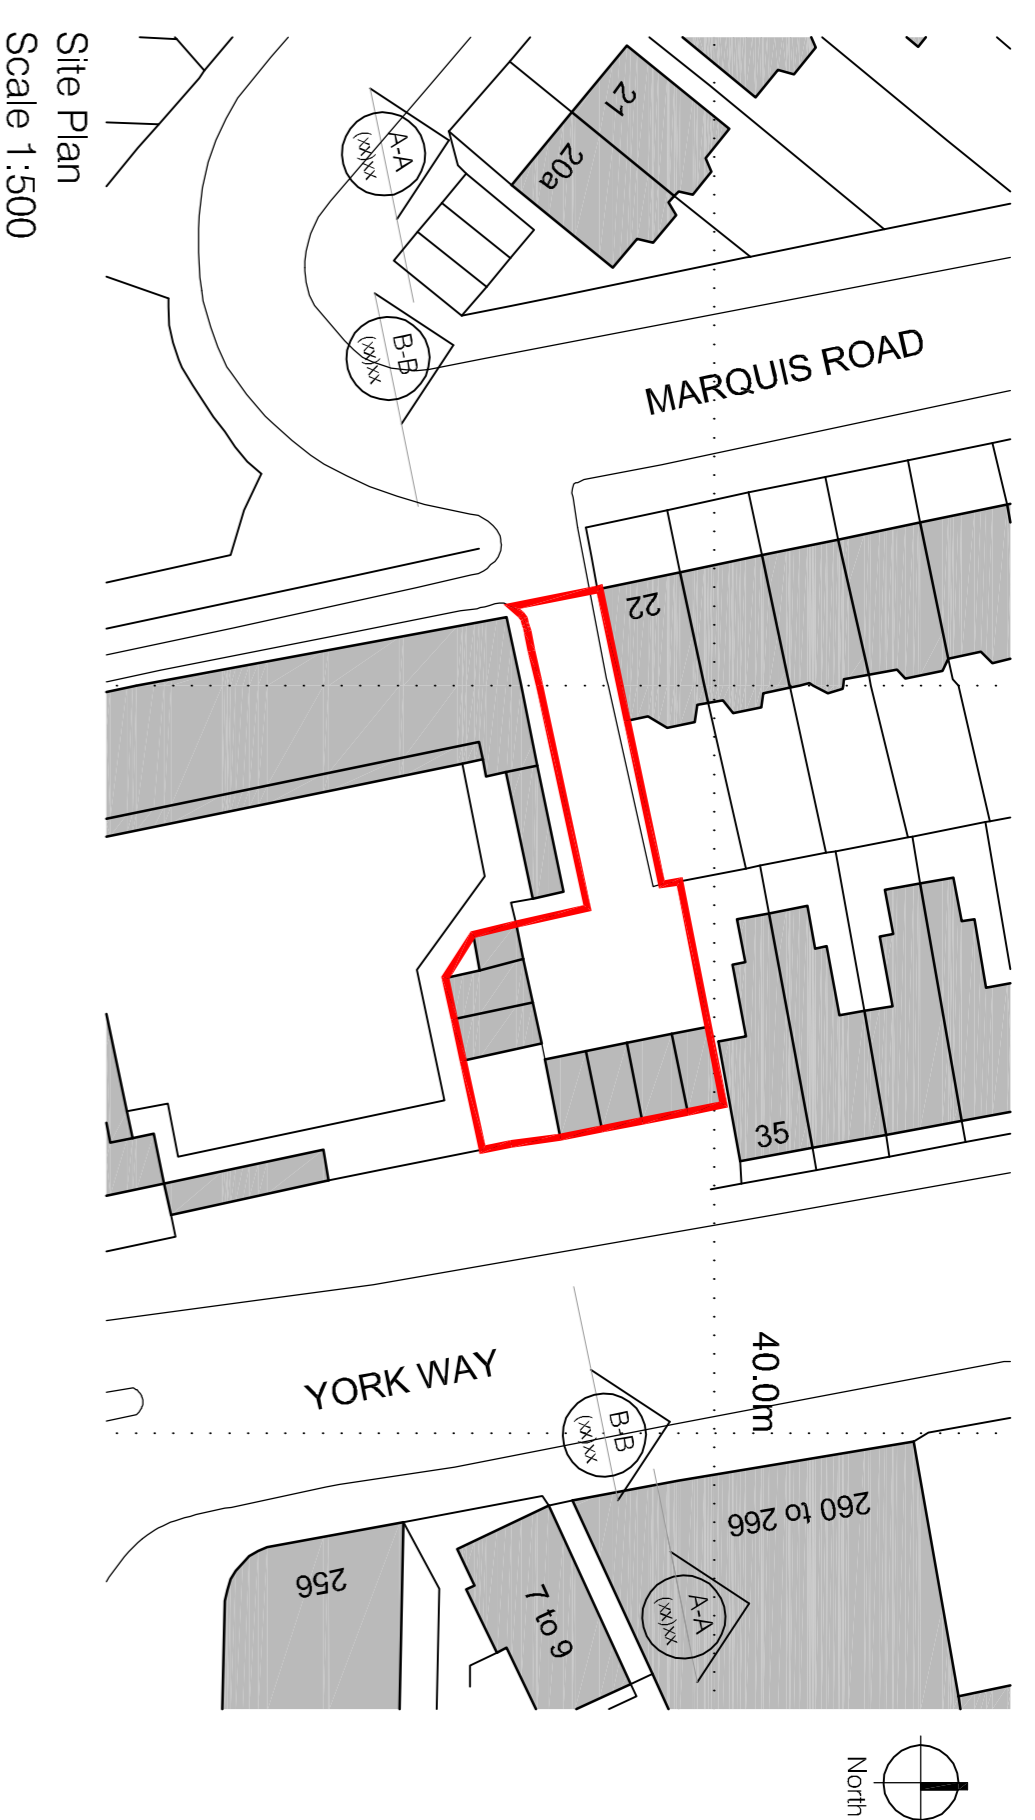 Site Plan
Scale 1:500
21
20a
A-A
(xx)xx
B-B
(xx)xx
MARQUIS ROAD
22
35
YORK WAY
40.0m
B-B
(xx)xx
260 to 266
256
7 to 9
A-A
(xx)xx
North